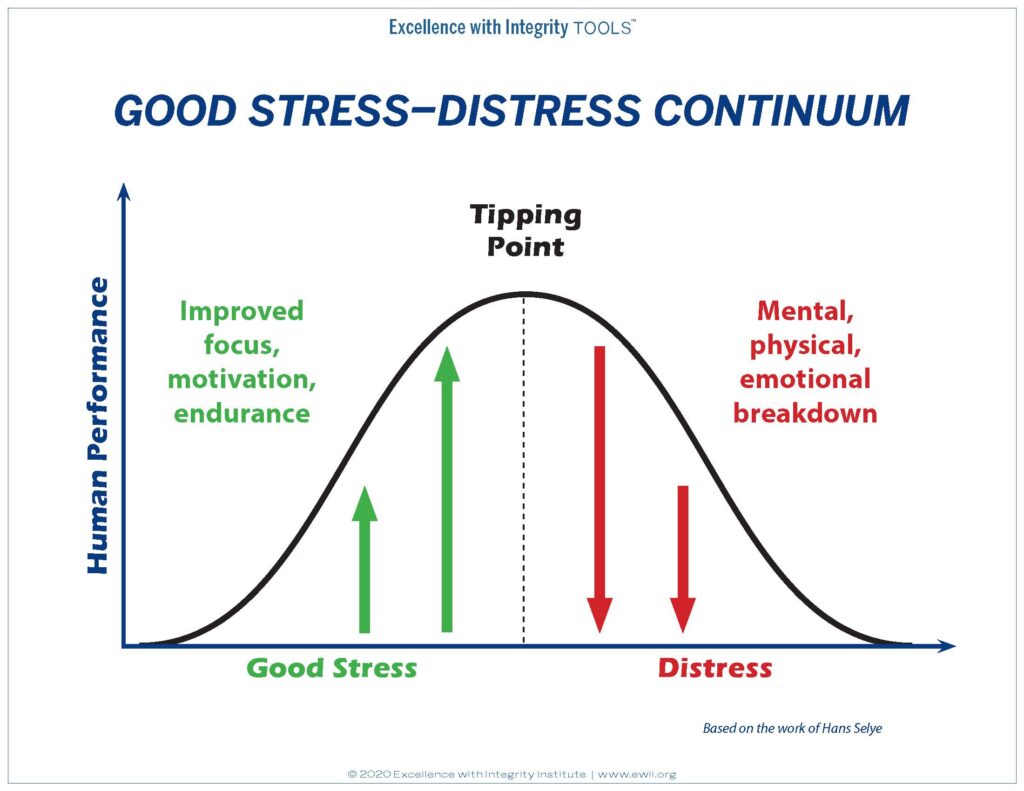 Excellence with Integrity TOOLS™
GOOD STRESS–DISTRESS CONTINUUM
Tipping
Point
Improved
focus,
motivation,
endurance
Mental,
physical,
emotional
breakdown
Human Performance
Good Stress
Distress
Based on the work of Hans Selye
© 2020 Excellence with Integrity Institute | www.ewii.org